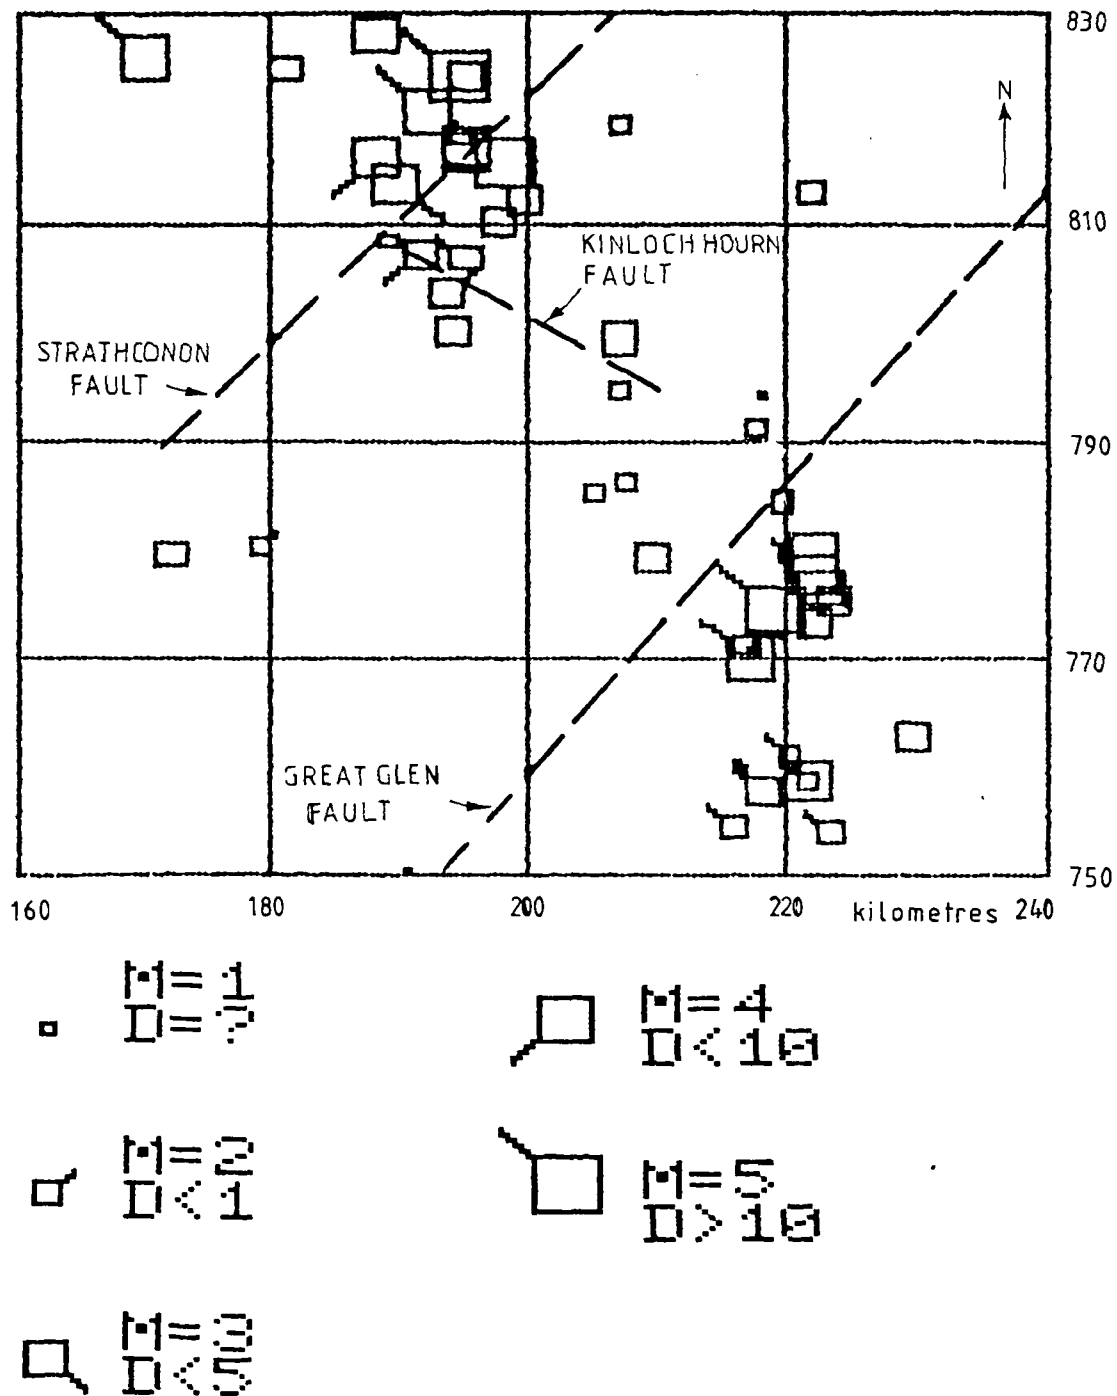 830
N
810
KINLOCH HOURN
FAULT
STRATHCONON
FAULT
790
770
GREAT GLEN
FAULT
750
160
180
200
220
kilometres
240
M=1
D=?
M=4
D<10
M=2
D<1
M=5
D>10
M=3
D<5